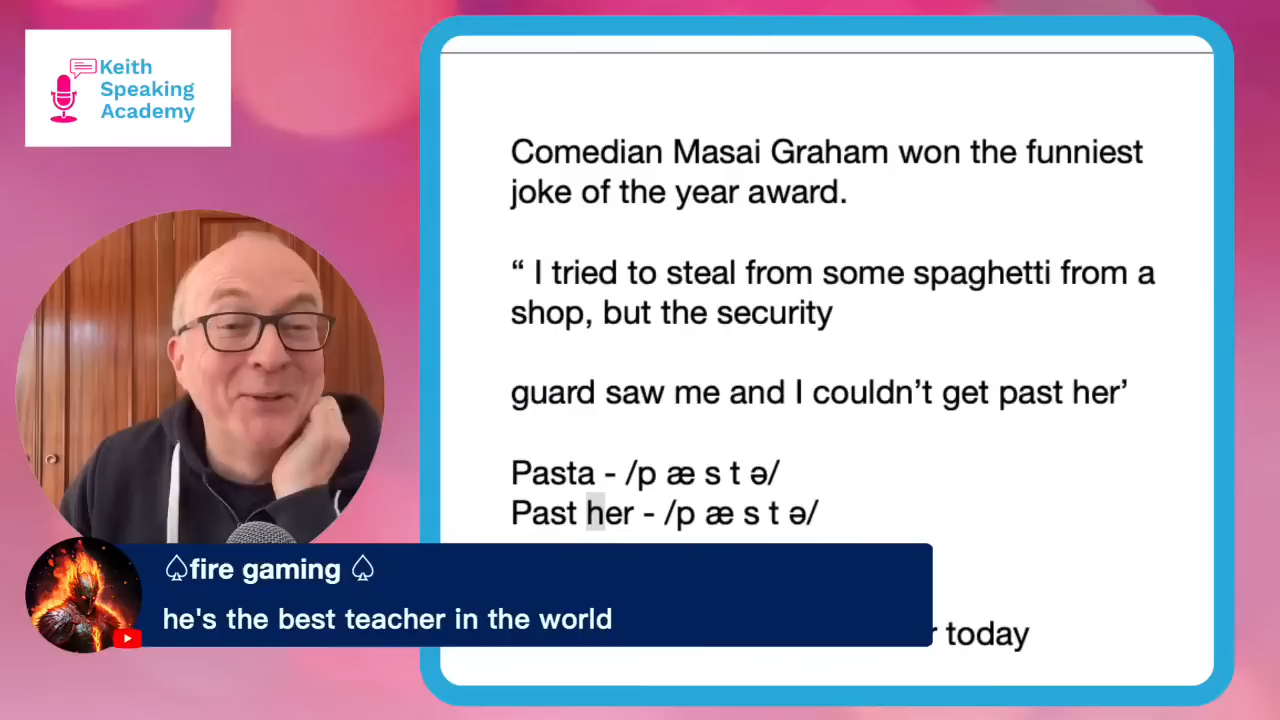 Keith
Speaking
Academy
Comedian Masai Graham won the funniest
joke of the year award.
“ I tried to steal from some spaghetti from a
shop, but the security
guard saw me and I couldn’t get past her’
Pasta - /p æ s t ə/
Past her - /p æ s t ə/
♤fire gaming ♤
he's the best teacher in the world
today